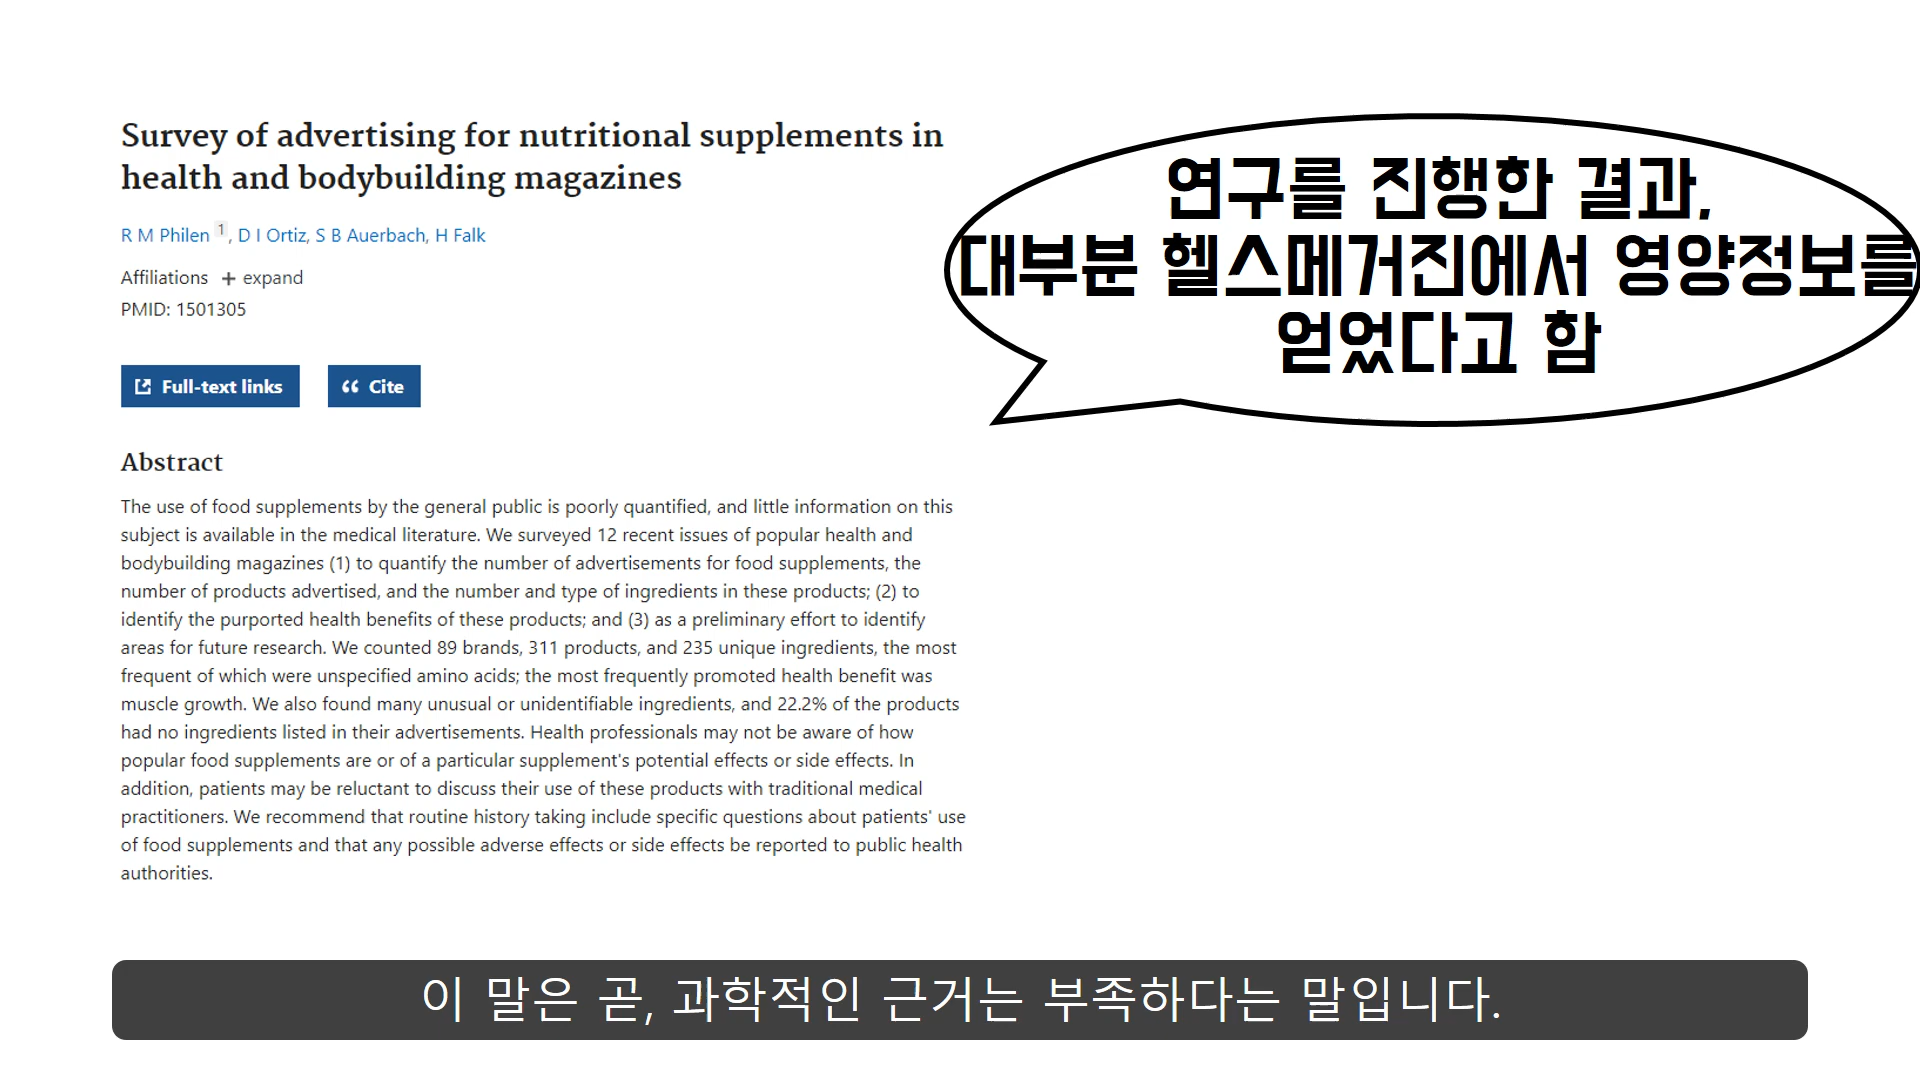 Survey of advertising for nutritional supplements in
health and bodybuilding magazines
R M Philen 1, D I Ortiz, S B Auerbach, H Falk
Affiliations + expand
PMID: 1501305
Full-text links
Cite
Abstract
The use of food supplements by the general public is poorly quantified, and little information on this
subject is available in the medical literature. We surveyed 12 recent issues of popular health and
bodybuilding magazines (1) to quantify the number of advertisements for food supplements, the
number of products advertised, and the number and type of ingredients in these products; (2) to
identify the purported health benefits of these products; and (3) as a preliminary effort to identify
areas for future research. We counted 89 brands, 311 products, and 235 unique ingredients, the most
frequent of which were unspecified amino acids; the most frequently promoted health benefit was
muscle growth. We also found many unusual or unidentifiable ingredients, and 22.2% of the products
had no ingredients listed in their advertisements. Health professionals may not be aware of how
popular food supplements are or of a particular supplement's potential effects or side effects. In
addition, patients may be reluctant to discuss their use of these products with traditional medical
practitioners. We recommend that routine history taking include specific questions about patients' use
of food supplements and that any possible adverse effects or side effects be reported to public health
authorities.
연구를 진행한 결과,
대부분 헬스메거진에서 영양정보를
얻었다고 함
이 말은 곧, 과학적인 근거는 부족하다는 말입니다.